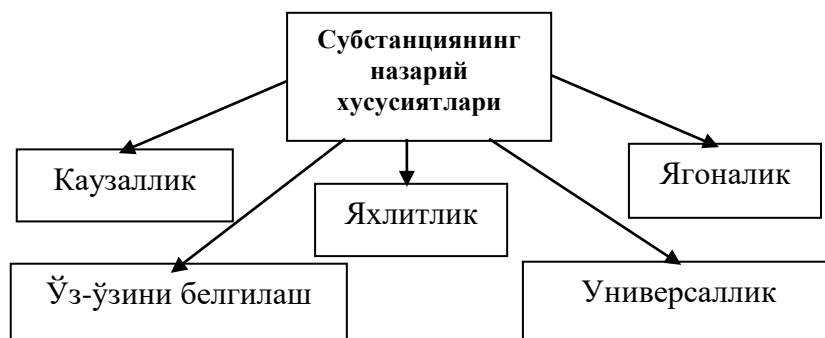 Субстанциянинг
назарий
хусусиятлари
Каузаллик
Яхлитлик
Ягоналик
Ўз-ўзини белгилаш
Универсаллик